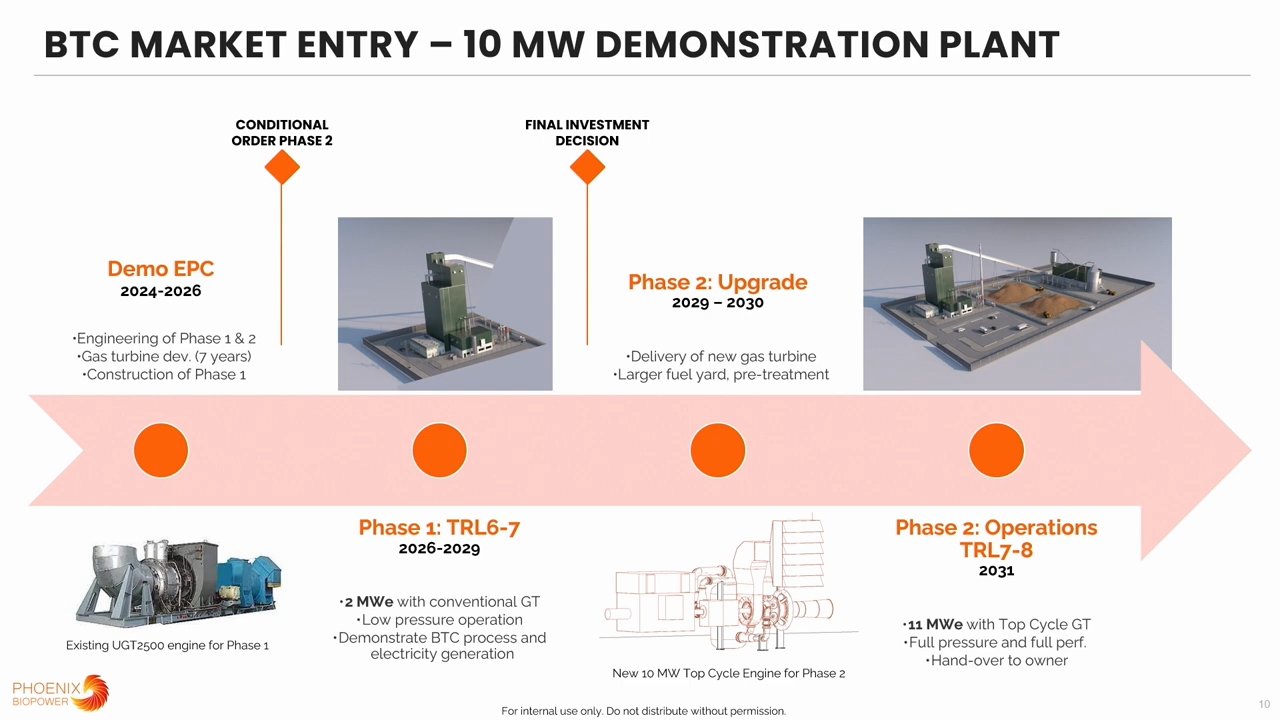 BTC MARKET ENTRY – 10 MW DEMONSTRATION PLANT
CONDITIONAL
ORDER PHASE 2
FINAL INVESTMENT
DECISION
Demo EPC
2024-2026
•Engineering of Phase 1 & 2
•Gas turbine dev. (7 years)
•Construction of Phase 1
Phase 2: Upgrade
2029 – 2030
•Delivery of new gas turbine
•Larger fuel yard, pre-treatment
Existing UGT2500 engine for Phase 1
Phase 1: TRL6-7
2026-2029
•2 MWe with conventional GT
•Low pressure operation
•Demonstrate BTC process and
electricity generation
New 10 MW Top Cycle Engine for Phase 2
Phase 2: Operations
TRL7-8
2031
•11 MWe with Top Cycle GT
•Full pressure and full perf.
•Hand-over to owner
PHOENIX
BIOPOWER
For internal use only. Do not distribute without permission.
10